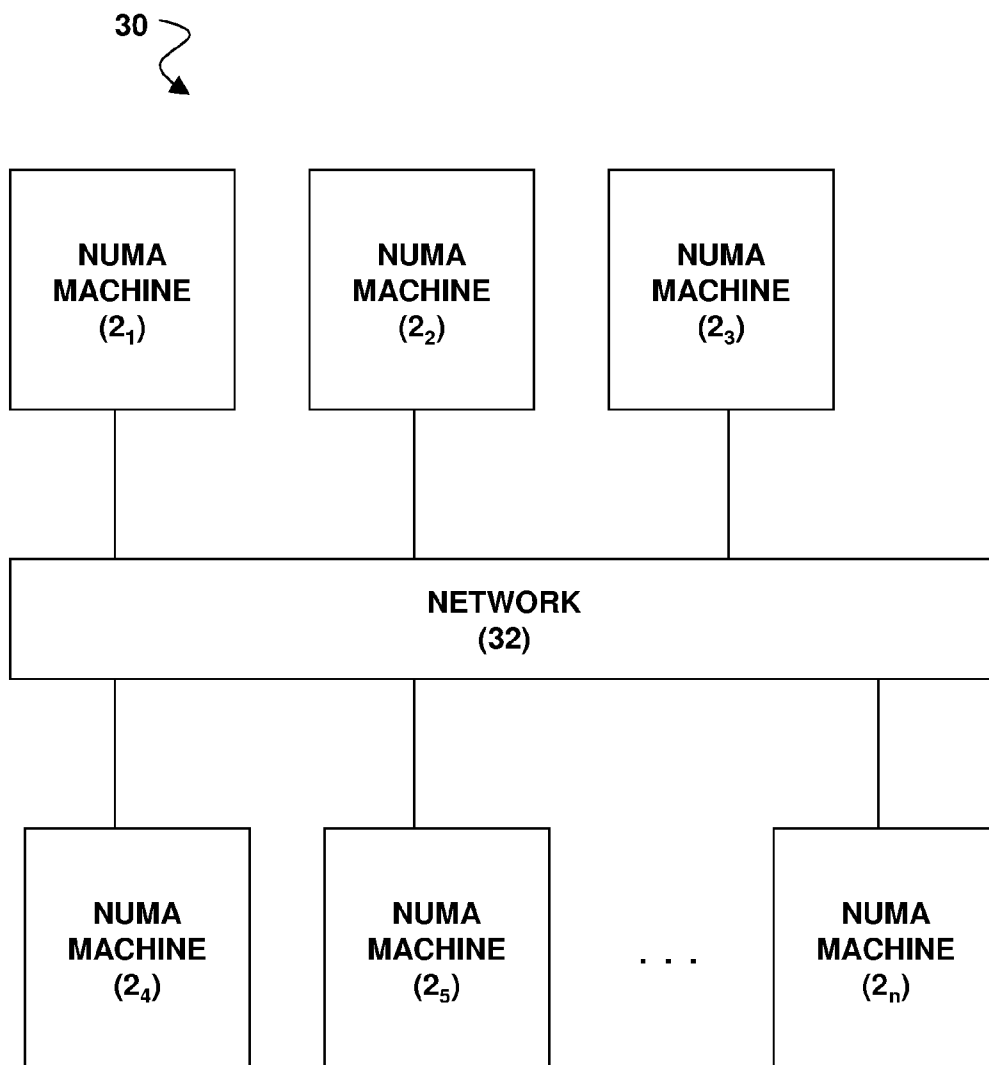 30
NUMA
MACHINE
(2₁)
NUMA
MACHINE
(2₂)
NUMA
MACHINE
(2₃)
NETWORK
(32)
NUMA
MACHINE
(2₄)
NUMA
MACHINE
(2₅)
. . .
NUMA
MACHINE
(2ₙ)